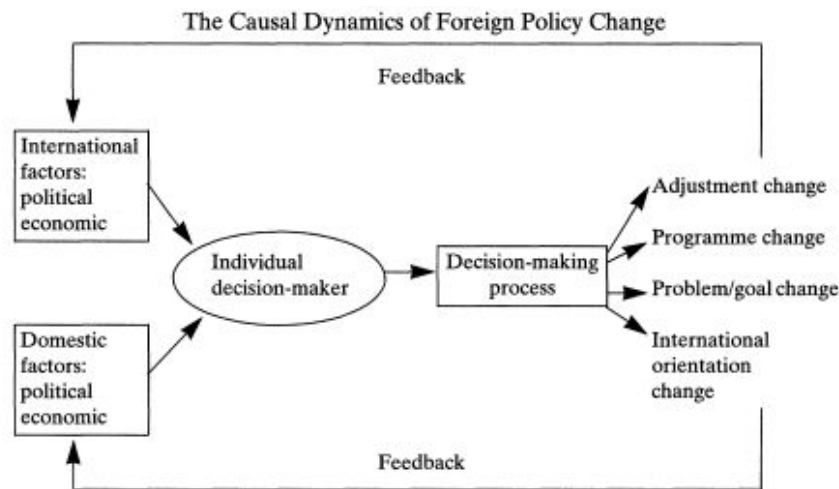 The Causal Dynamics of Foreign Policy Change
Feedback
International
factors:
political
economic
Individual
decision-maker
Decision-making
process
Adjustment change
Programme change
Problem/goal change
International
orientation
change
Domestic
factors:
political
economic
Feedback